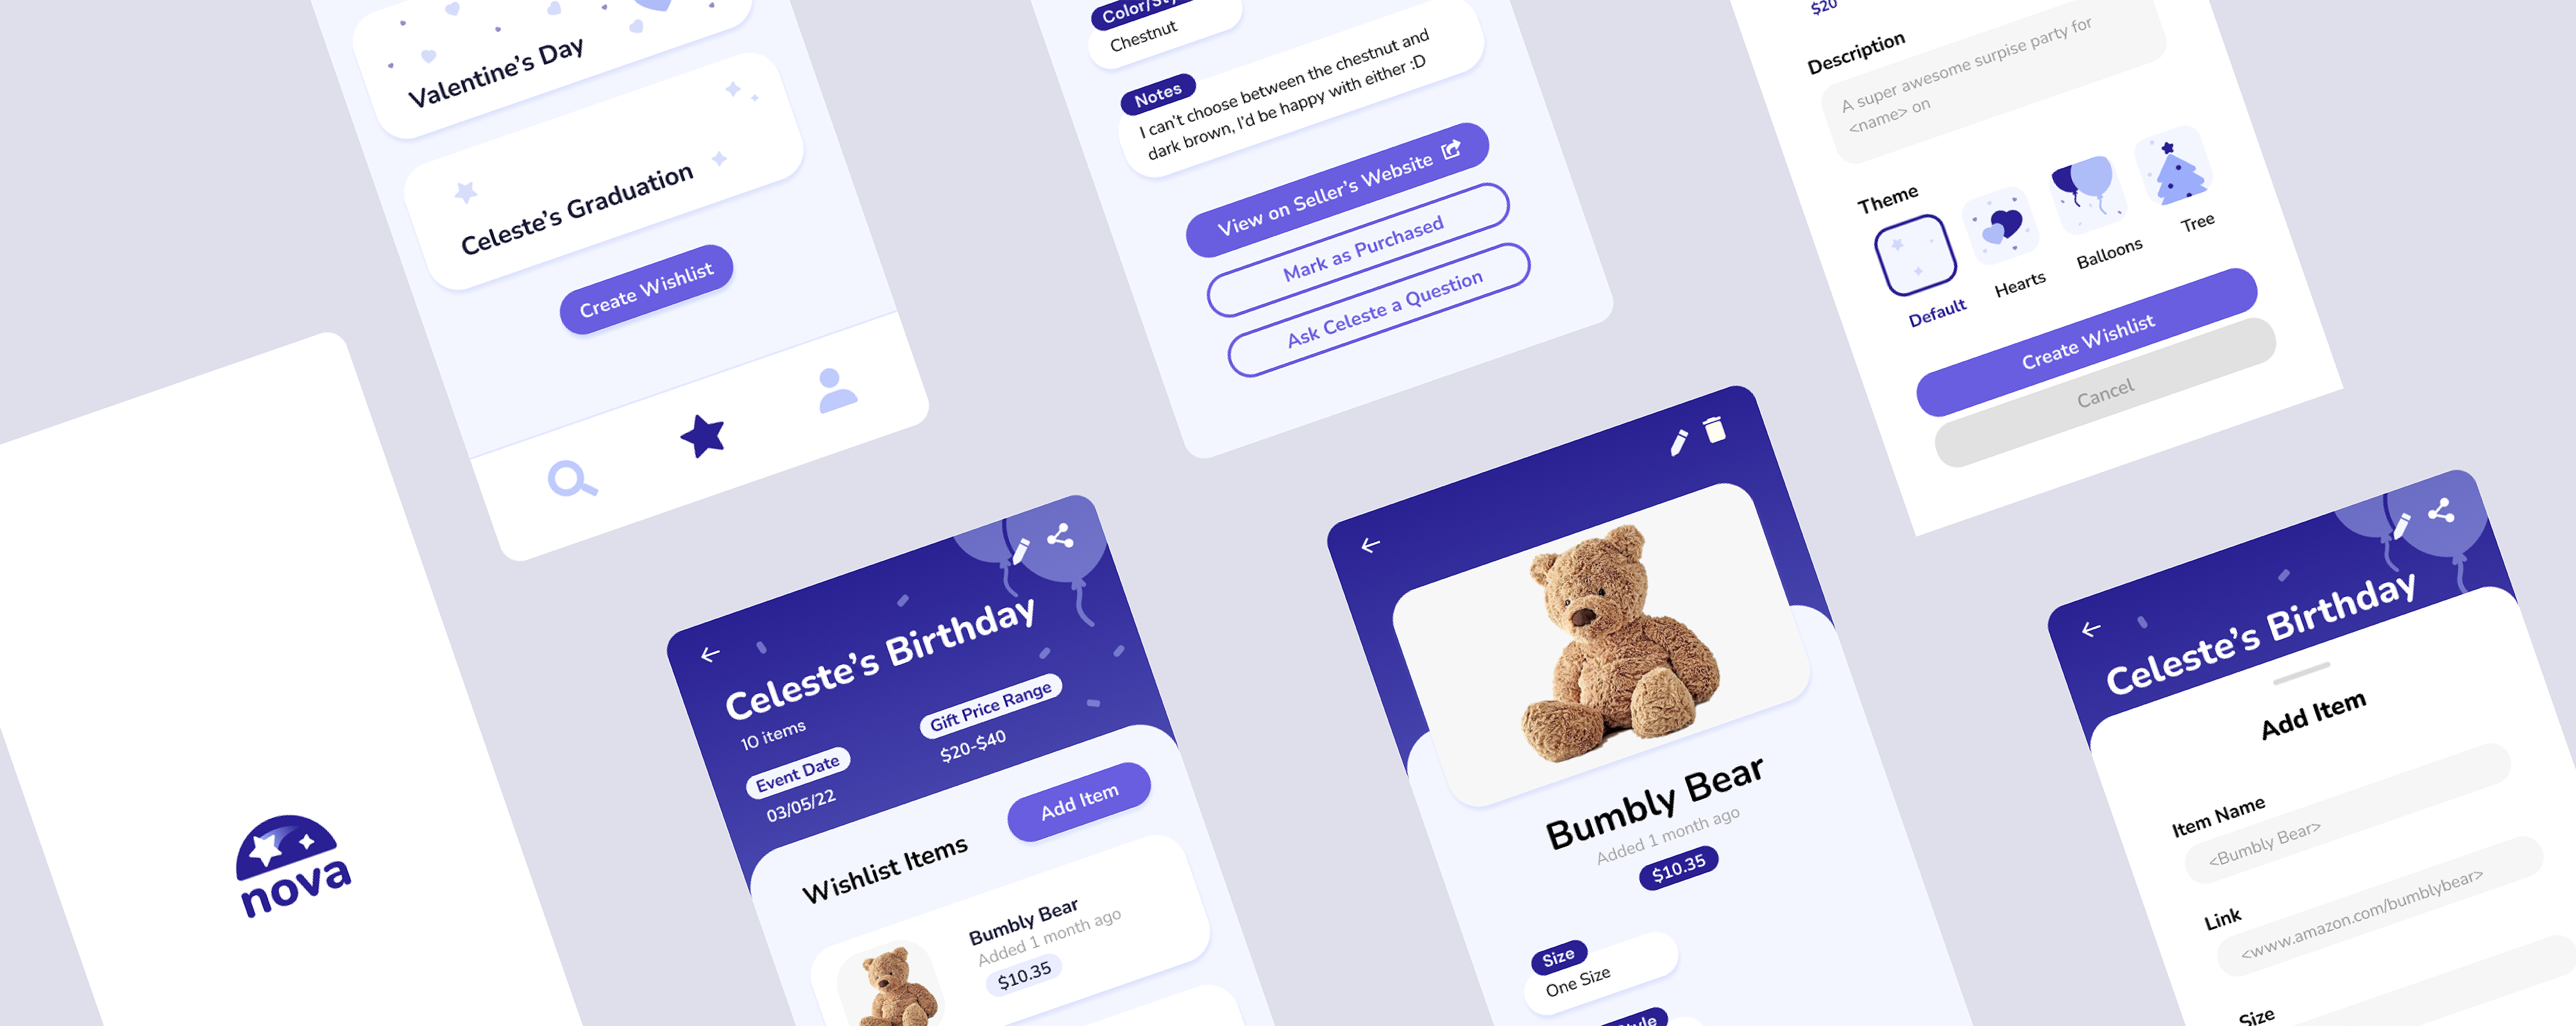 Valentine's Day
Celeste's Graduation
Create Wishlist
nova
Celeste's Birthday
10 items
Event Date
03/05/22
Gift Price Range
$20-$40
Add Item
Wishlist Items
Bumbly Bear
Added 1 month ago
$10.35
Chestnut
Notes
I can't choose between the chestnut and
dark brown, I'd be happy with either :D
View on Seller's Website
Mark as Purchased
Ask Celeste a Question
Bumbly Bear
Added 1 month ago
$10.35
Size
One Size
$20
Description
A super awesome surpise party for
<name> on
Theme
Default
Hearts
Balloons
Tree
Create Wishlist
Cancel
Celeste's Birthday
Add Item
Item Name
<Bumbly Bear>
Link
<www.amazon.com/bumblybear>
Size